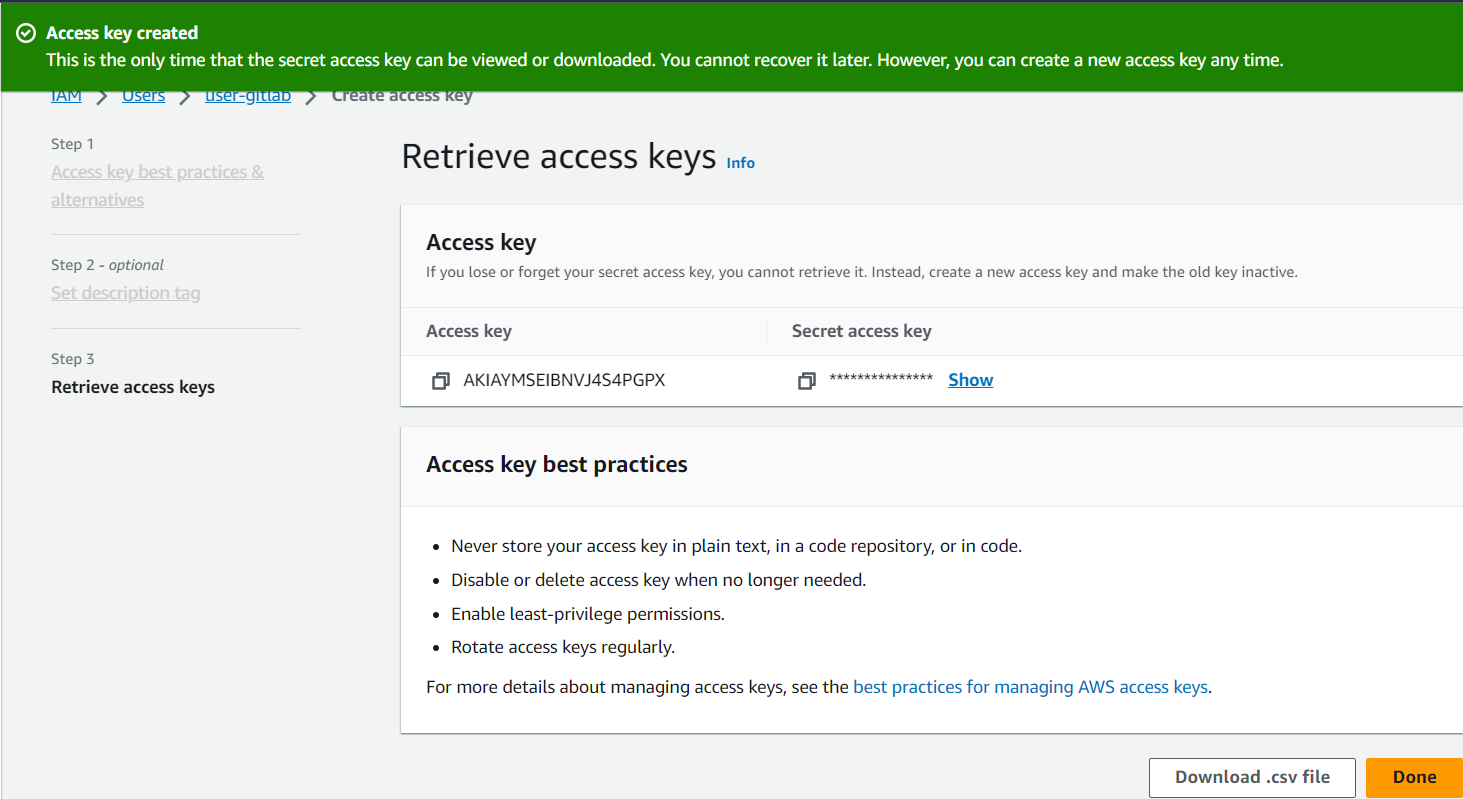 Access key created
This is the only time that the secret access key can be viewed or downloaded. You cannot recover it later. However, you can create a new access key any time.
IAM > Users > user-gitlab > Create access key
Step 1
Access key best practices &
alternatives
Step 2 - optional
Set description tag
Step 3
Retrieve access keys
Retrieve access keys Info
Access key
If you lose or forget your secret access key, you cannot retrieve it. Instead, create a new access key and make the old key inactive.
Access key Secret access key
AKIAYMSEIBNVJ4S4PGPX *************** Show
Access key best practices
• Never store your access key in plain text, in a code repository, or in code.
• Disable or delete access key when no longer needed.
• Enable least-privilege permissions.
• Rotate access keys regularly.
For more details about managing access keys, see the best practices for managing AWS access keys.
Download .csv file Done